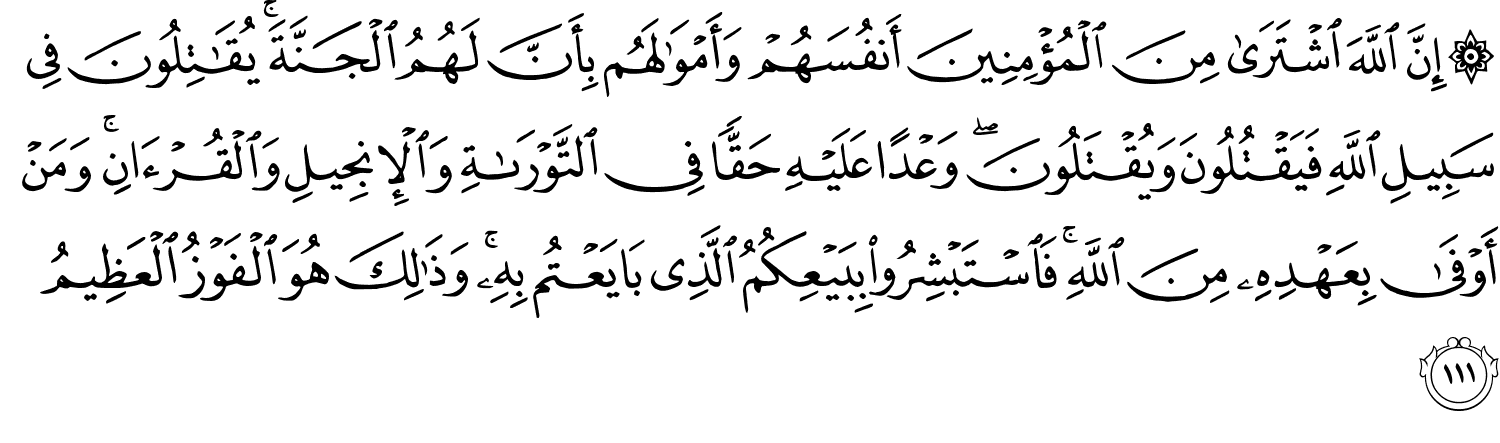 ۞ إِنَّ ٱللَّهَ ٱشْتَرَىٰ مِنَ ٱلْمُؤْمِنِينَ أَنفُسَهُمْ وَأَمْوَٰلَهُم بِأَنَّ لَهُمُ ٱلْجَنَّةَ ۚ يُقَـٰتِلُونَ فِى
سَبِيلِ ٱللَّهِ فَيَقْتُلُونَ وَيُقْتَلُونَ ۖ وَعْدًا عَلَيْهِ حَقًّا فِى ٱلتَّوْرَىٰةِ وَٱلْإِنجِيلِ وَٱلْقُرْءَانِ ۚ وَمَنْ
أَوْفَىٰ بِعَهْدِهِۦ مِنَ ٱللَّهِ ۚ فَٱسْتَبْشِرُوا۟ بِبَيْعِكُمُ ٱلَّذِى بَايَعْتُم بِهِۦ ۚ وَذَٰلِكَ هُوَ ٱلْفَوْزُ ٱلْعَظِيمُ
١١١